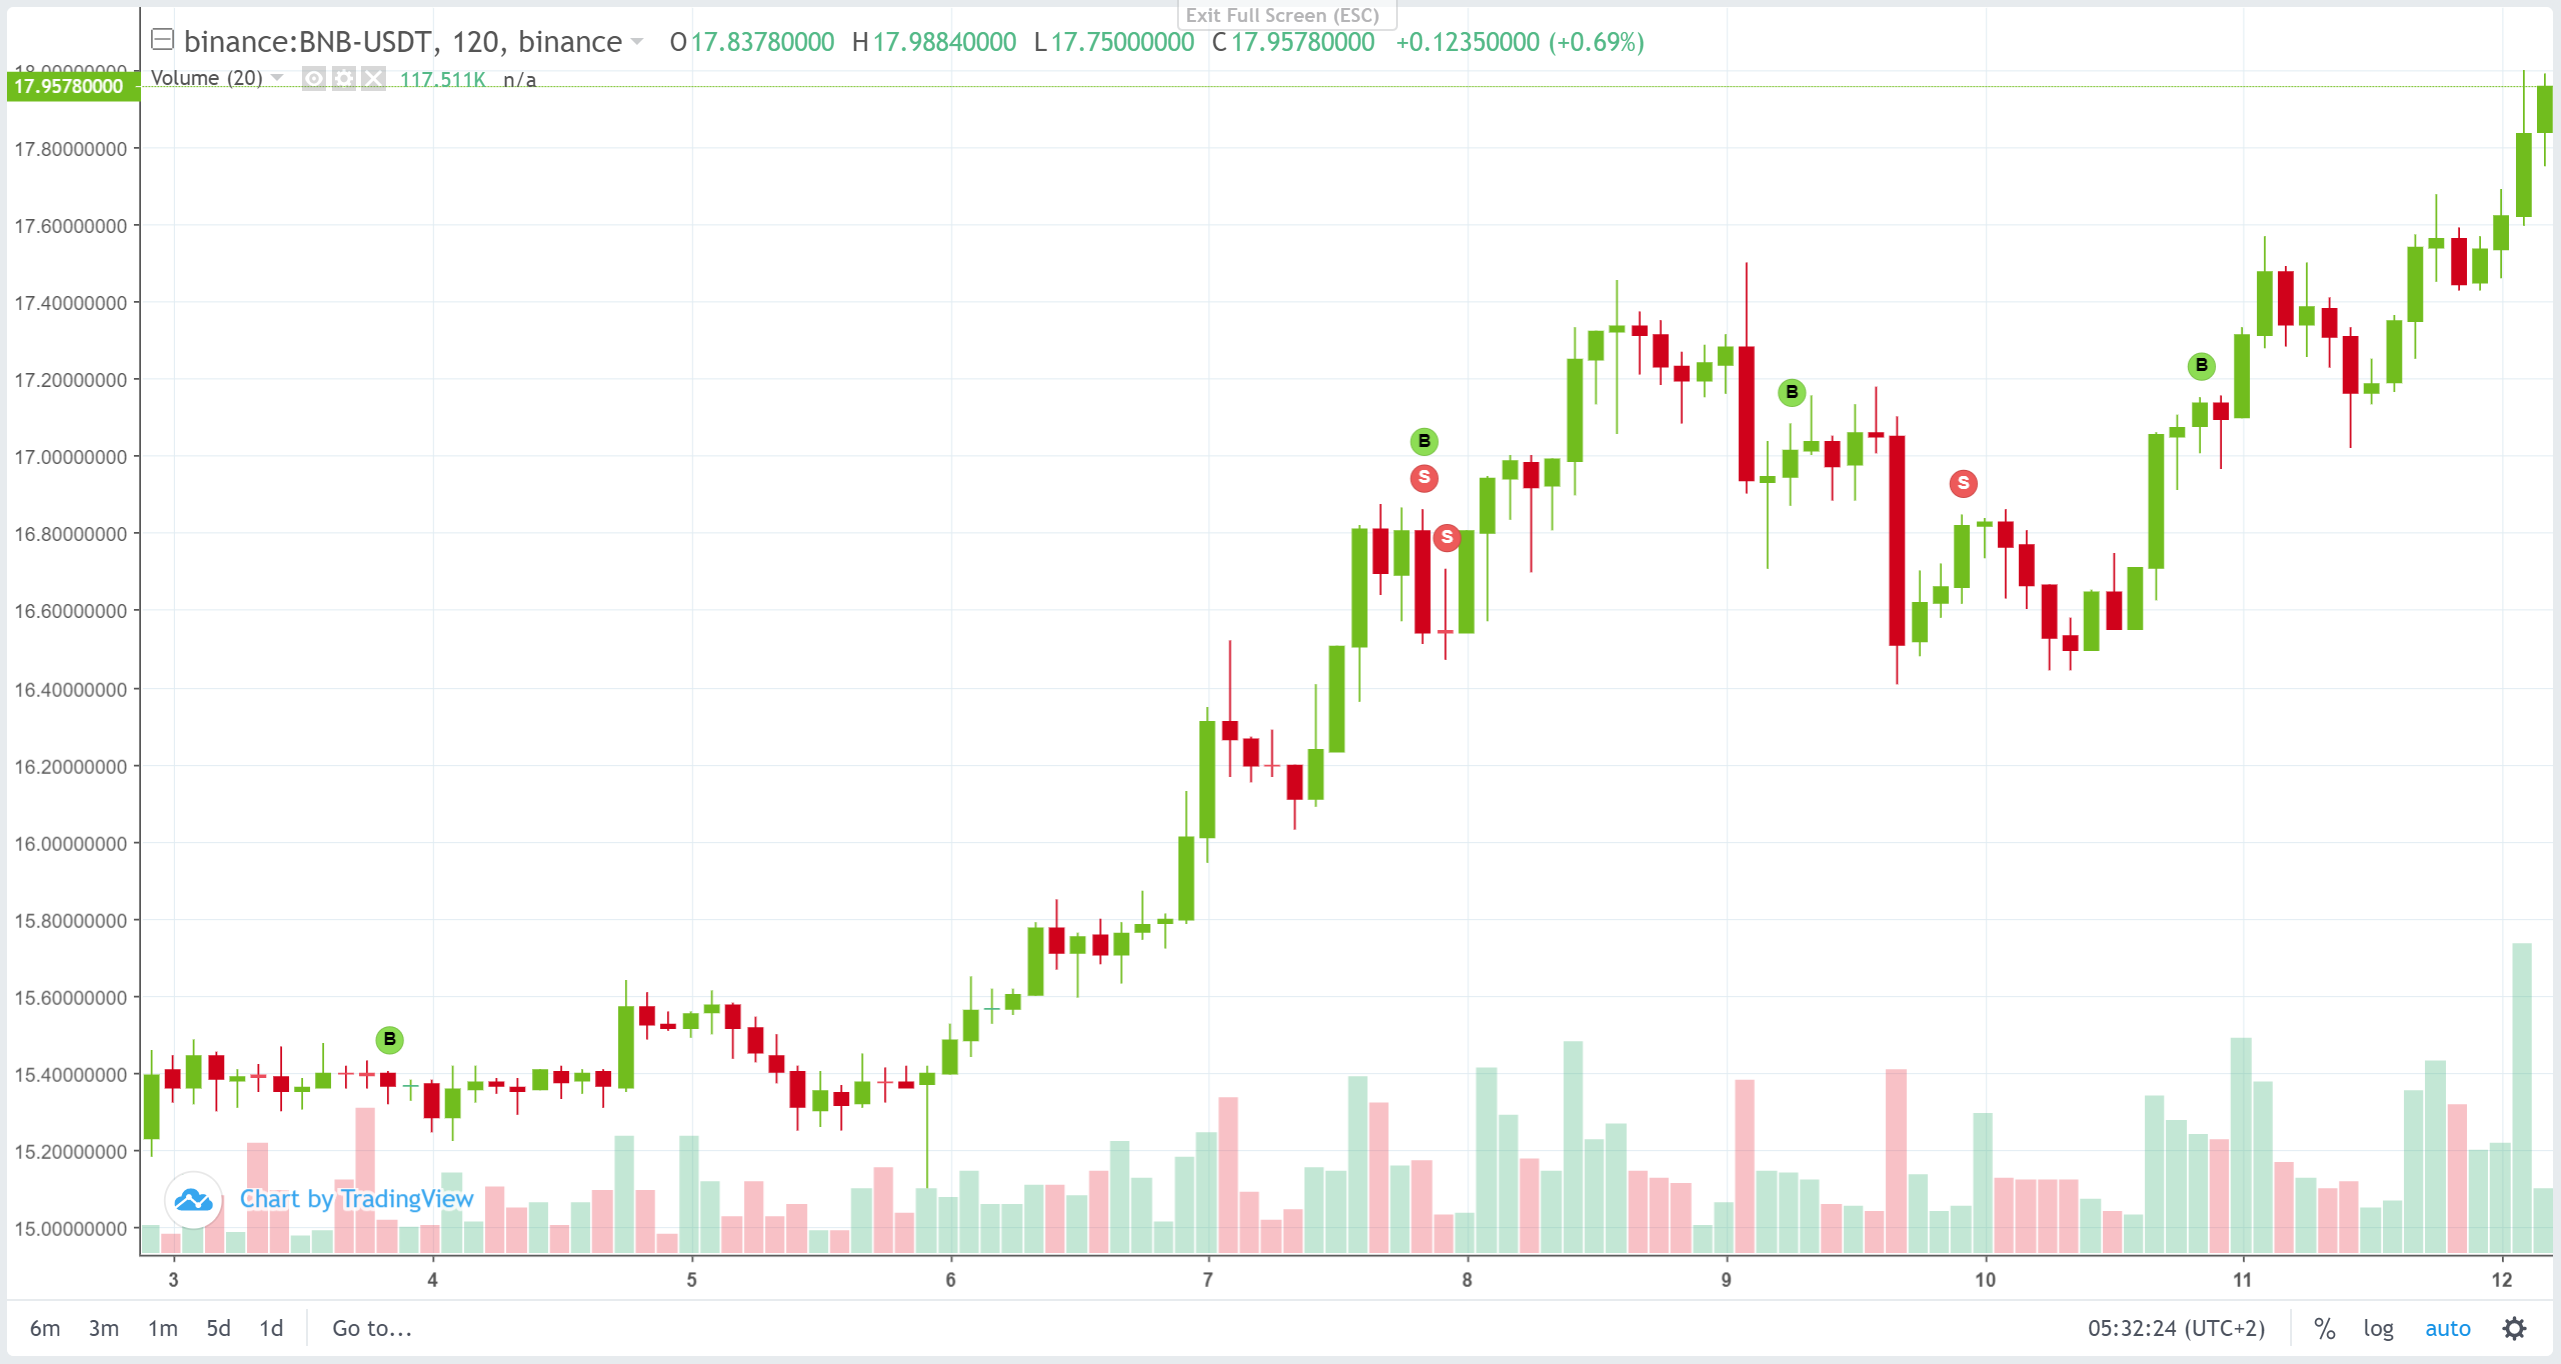 Exit Full Screen (ESC)
binance:BNB-USDT, 120, binance O17.83780000 H17.98840000 L17.75000000 C17.95780000 +0.12350000 (+0.69%)
18.00000000
Volume (20) 117.511K n/a
17.95780000
17.80000000
17.60000000
17.40000000
17.20000000
B
B
B
17.00000000
S
S
16.80000000
S
16.60000000
16.40000000
16.20000000
16.00000000
15.80000000
15.60000000
B
15.40000000
15.20000000
Chart by TradingView
15.00000000
3 4 5 6 7 8 9 10 11 12
6m 3m 1m 5d 1d Go to... 05:32:24 (UTC+2) % log auto